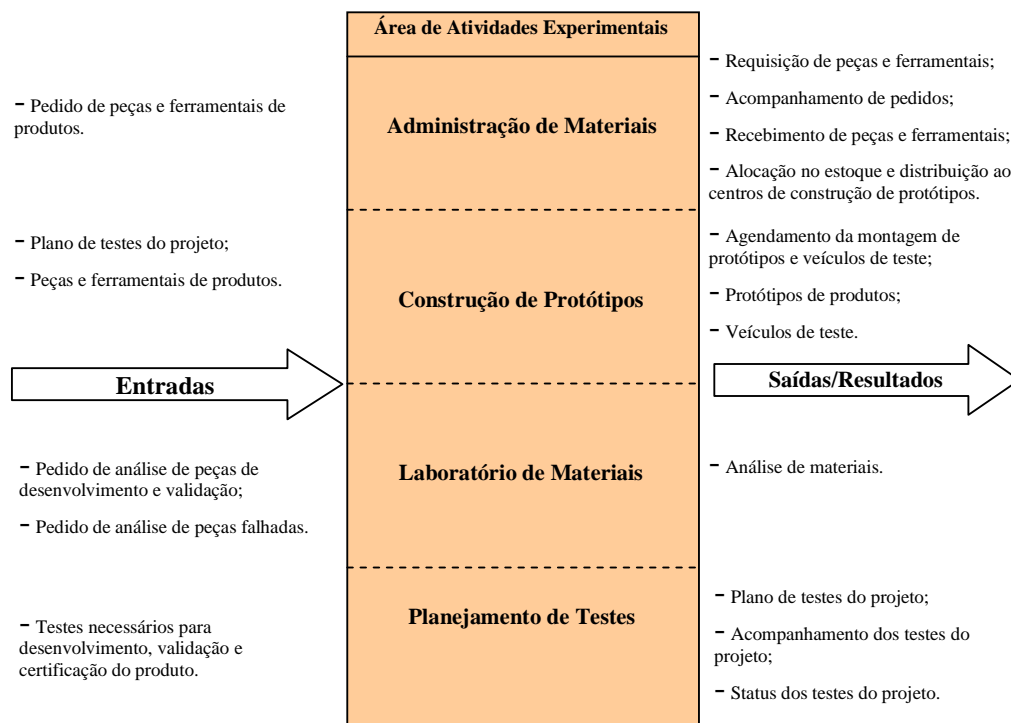 Área de Atividades Experimentais
− Pedido de peças e ferramentais de
produtos.
Administração de Materiais
− Requisição de peças e ferramentais;
− Acompanhamento de pedidos;
− Recebimento de peças e ferramentais;
− Alocação no estoque e distribuição ao
centros de construção de protótipos.
− Plano de testes do projeto;
− Peças e ferramentais de produtos.
Construção de Protótipos
− Agendamento da montagem de
protótipos e veículos de teste;
− Protótipos de produtos;
− Veículos de teste.
Entradas
Saídas/Resultados
− Pedido de análise de peças de
desenvolvimento e validação;
− Pedido de análise de peças falhadas.
Laboratório de Materiais
− Análise de materiais.
− Testes necessários para
desenvolvimento, validação e
certificação do produto.
Planejamento de Testes
− Plano de testes do projeto;
− Acompanhamento dos testes do
projeto;
− Status dos testes do projeto.